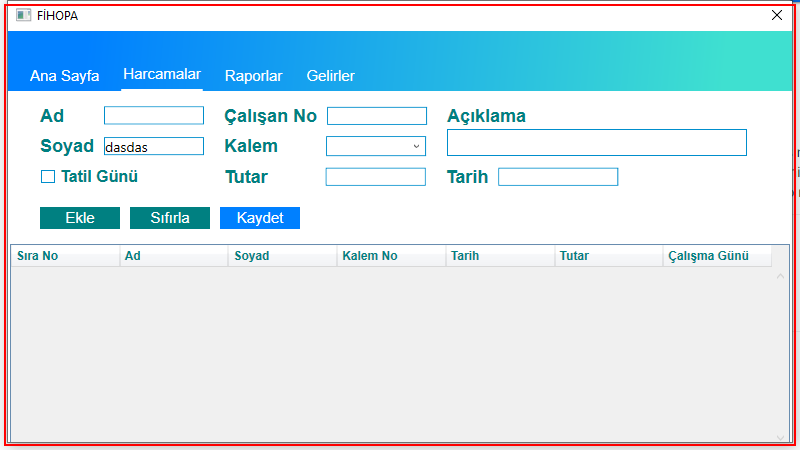 FİHOPA
Ana Sayfa Harcamalar Raporlar Gelirler
Ad Çalışan No Açıklama
Soyad dasdas Kalem
Tatil Günü Tutar Tarih
Ekle Sıfırla Kaydet
Sıra No Ad Soyad Kalem No Tarih Tutar Çalışma Günü